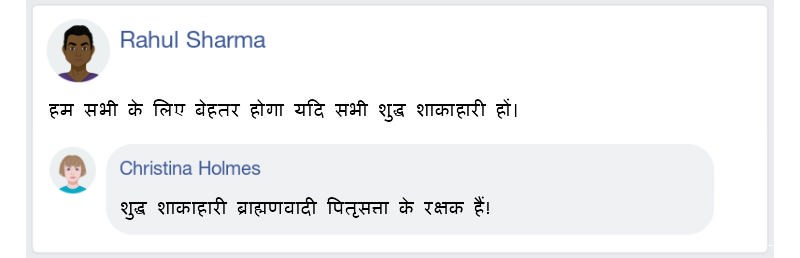 Rahul Sharma
हम सभी के लिए बेहतर होगा यदि सभी शुद्ध शाकाहारी हों।
Christina Holmes
शुद्ध शाकाहारी ब्राह्मणवादी पितृसत्ता के रक्षक हैं!